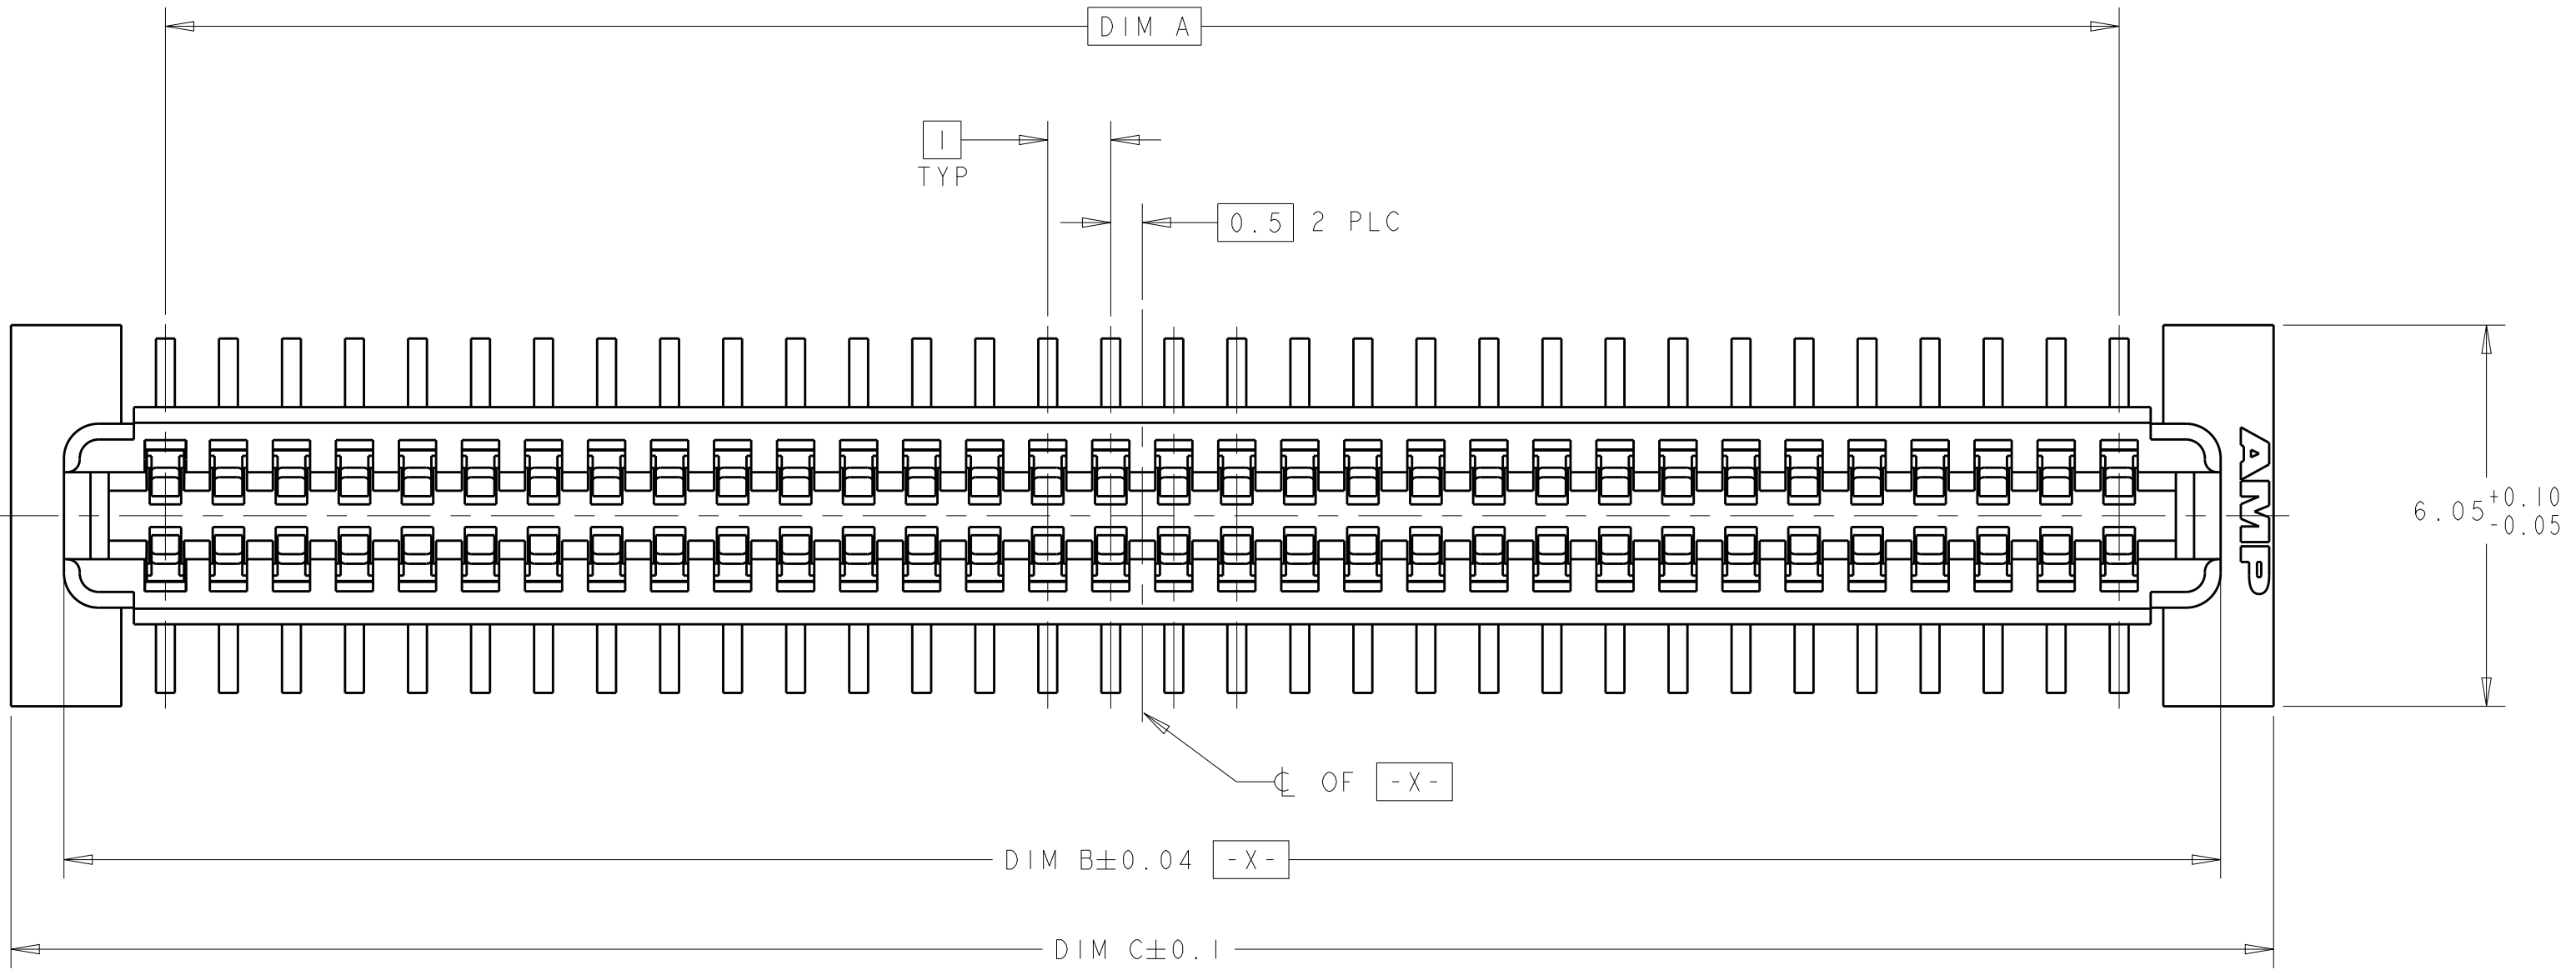 DIM A
1
TYP
0.5 2 PLC
AMP
6.05 +0.10
-0.05
℄ OF -X-
DIM B±0.04 -X-
DIM C±0.1